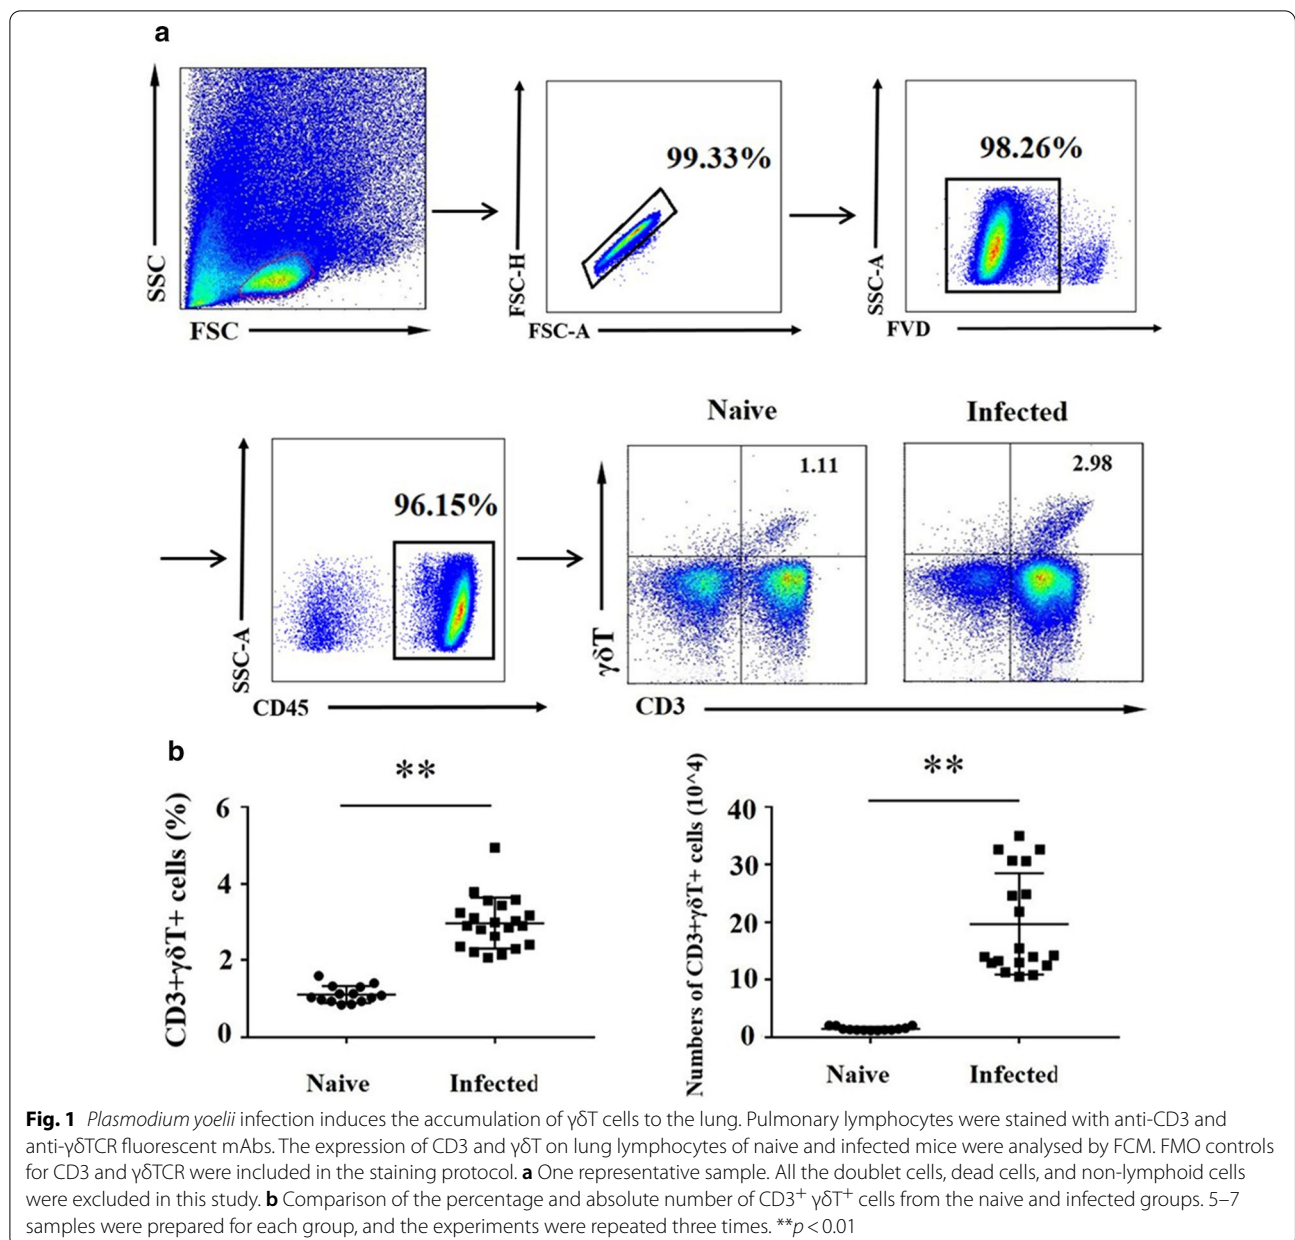 a
SSC
FSC
99.33%
FSC-H
FSC-A
98.26%
SSC-A
FVD
96.15%
SSC-A
CD45
Naive
Infected
1.11
2.98
γδT
CD3
b
**
CD3+γδT+ cells (%)
6
4
2
0
Naive
Infected
**
Numbers of CD3+γδT+ cells (10^4)
40
30
20
10
0
Naive
Infected
Fig. 1 Plasmodium yoelii infection induces the accumulation of γδT cells to the lung. Pulmonary lymphocytes were stained with anti-CD3 and
anti-γδTCR fluorescent mAbs. The expression of CD3 and γδT on lung lymphocytes of naive and infected mice were analysed by FCM. FMO controls
for CD3 and γδTCR were included in the staining protocol. a One representative sample. All the doublet cells, dead cells, and non-lymphoid cells
were excluded in this study. b Comparison of the percentage and absolute number of CD3⁺ γδT⁺ cells from the naive and infected groups. 5–7
samples were prepared for each group, and the experiments were repeated three times. **p < 0.01